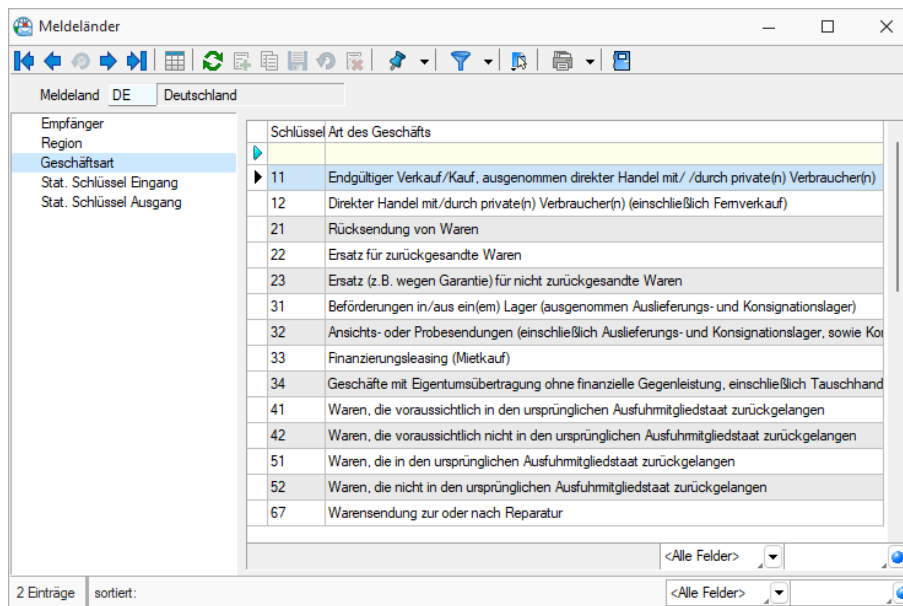 Meldeländer
Meldeland DE Deutschland
Empfänger
Region
Geschäftsart
Stat. Schlüssel Eingang
Stat. Schlüssel Ausgang
Schlüssel Art des Geschäfts
11 Endgültiger Verkauf/Kauf, ausgenommen direkter Handel mit/ /durch private(n) Verbraucher(n)
12 Direkter Handel mit/durch private(n) Verbraucher(n) (einschließlich Fernverkauf)
21 Rücksendung von Waren
22 Ersatz für zurückgesandte Waren
23 Ersatz (z.B. wegen Garantie) für nicht zurückgesandte Waren
31 Beförderungen in/aus ein(em) Lager (ausgenommen Auslieferungs- und Konsignationslager)
32 Ansichts- oder Probesendungen (einschließlich Auslieferungs- und Konsignationslager, sowie Kor
33 Finanzierungsleasing (Mietkauf)
34 Geschäfte mit Eigentumsübertragung ohne finanzielle Gegenleistung, einschließlich Tauschhand
41 Waren, die voraussichtlich in den ursprünglichen Ausfuhrmitgliedstaat zurückgelangen
42 Waren, die voraussichtlich nicht in den ursprünglichen Ausfuhrmitgliedstaat zurückgelangen
51 Waren, die in den ursprünglichen Ausfuhrmitgliedstaat zurückgelangen
52 Waren, die nicht in den ursprünglichen Ausfuhrmitgliedstaat zurückgelangen
67 Warensendung zur oder nach Reparatur
<Alle Felder>
2 Einträge sortiert: <Alle Felder>